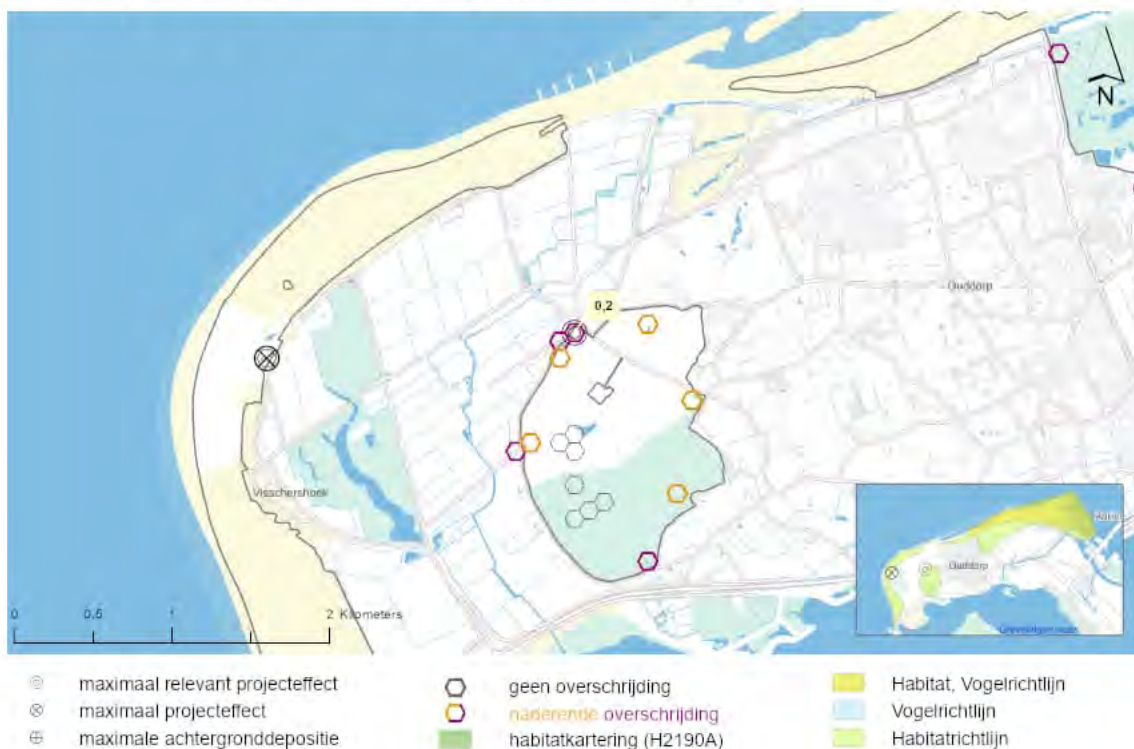 N
Ouddorp
0,2
Visschershoek
Ouddorp
0 0,5 1 2 Kilometers
maximaal relevant projecteffect
maximaal projecteffect
maximale achtergronddepositie
geen overschrijding
naderende overschrijding
habitatkartering (H2190A)
Habitat, Vogelrichtlijn
Vogelrichtlijn
Habitatrichtlijn